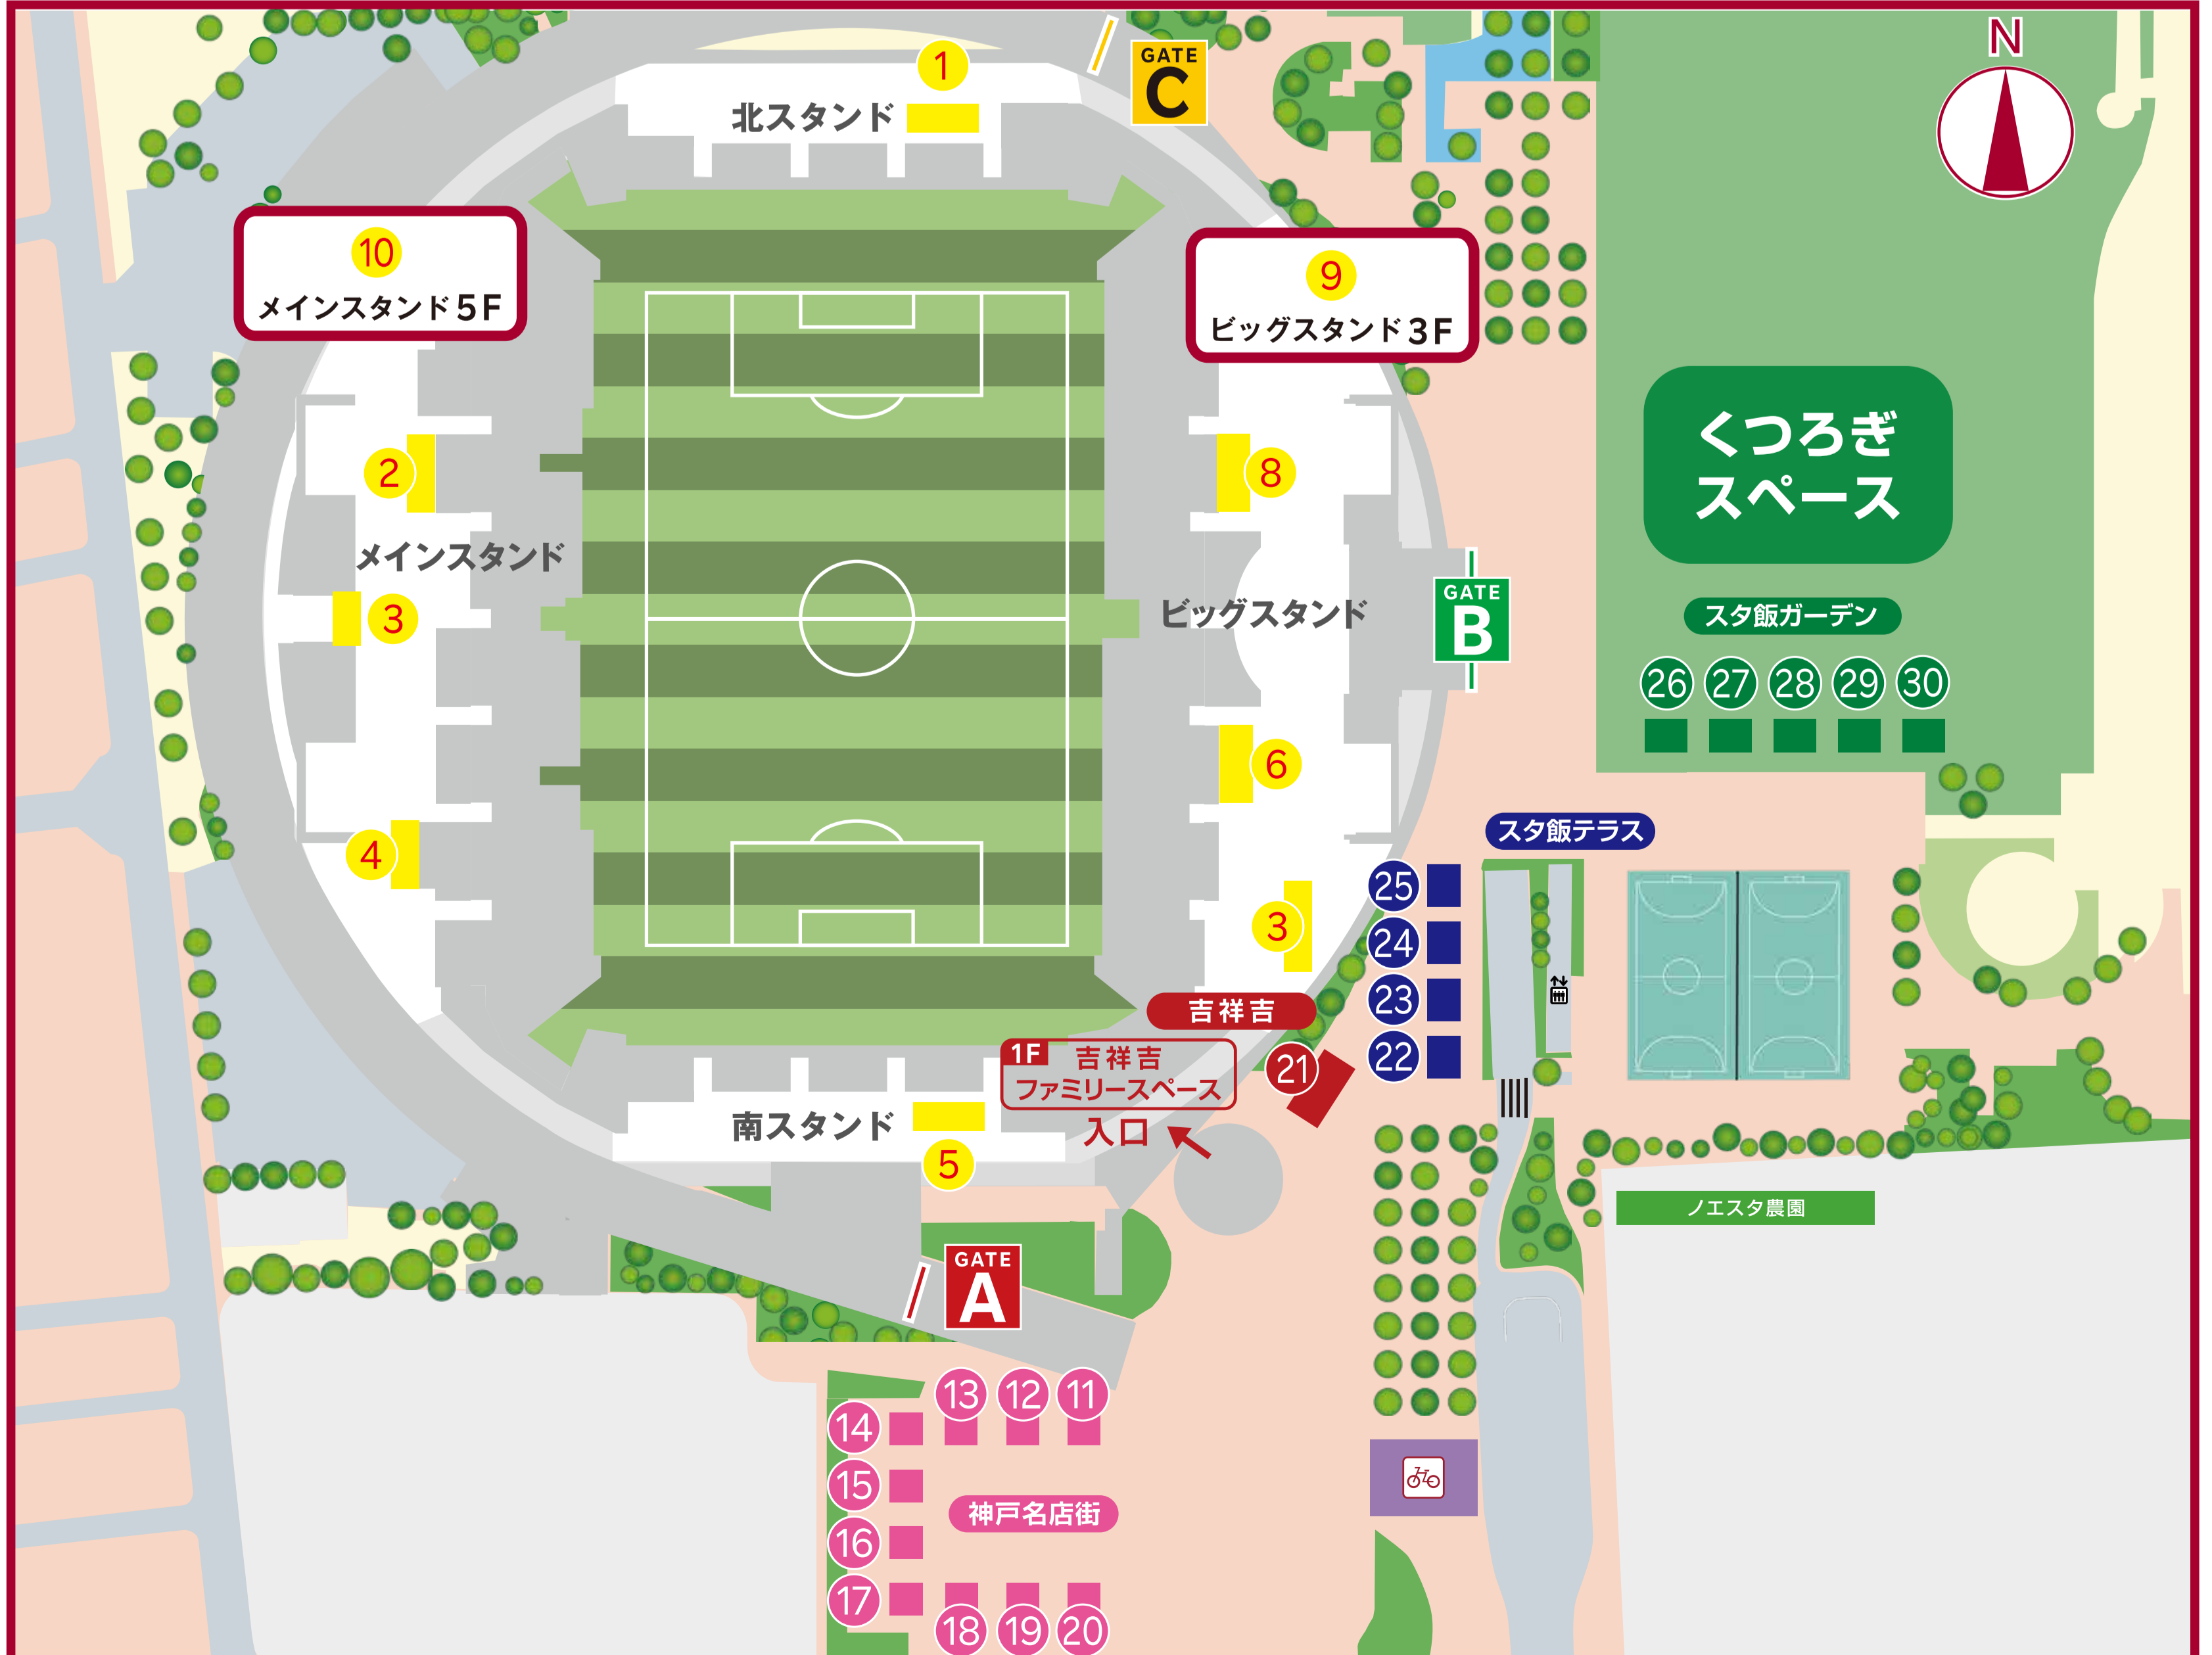 N
1
GATE
C
北スタンド
10
メインスタンド5F
9
ビッグスタンド3F
くつろぎ
スペース
2
8
メインスタンド
3
ビッグスタンド
GATE
B
スタ飯ガーデン
26 27 28 29 30
6
4
スタ飯テラス
25
3
24
23
吉祥吉
1F 吉祥吉
ファミリースペース
入口
22
21
南スタンド
5
ノエスタ農園
GATE
A
13 12 11
14
15
神戸名店街
16
17
18 19 20